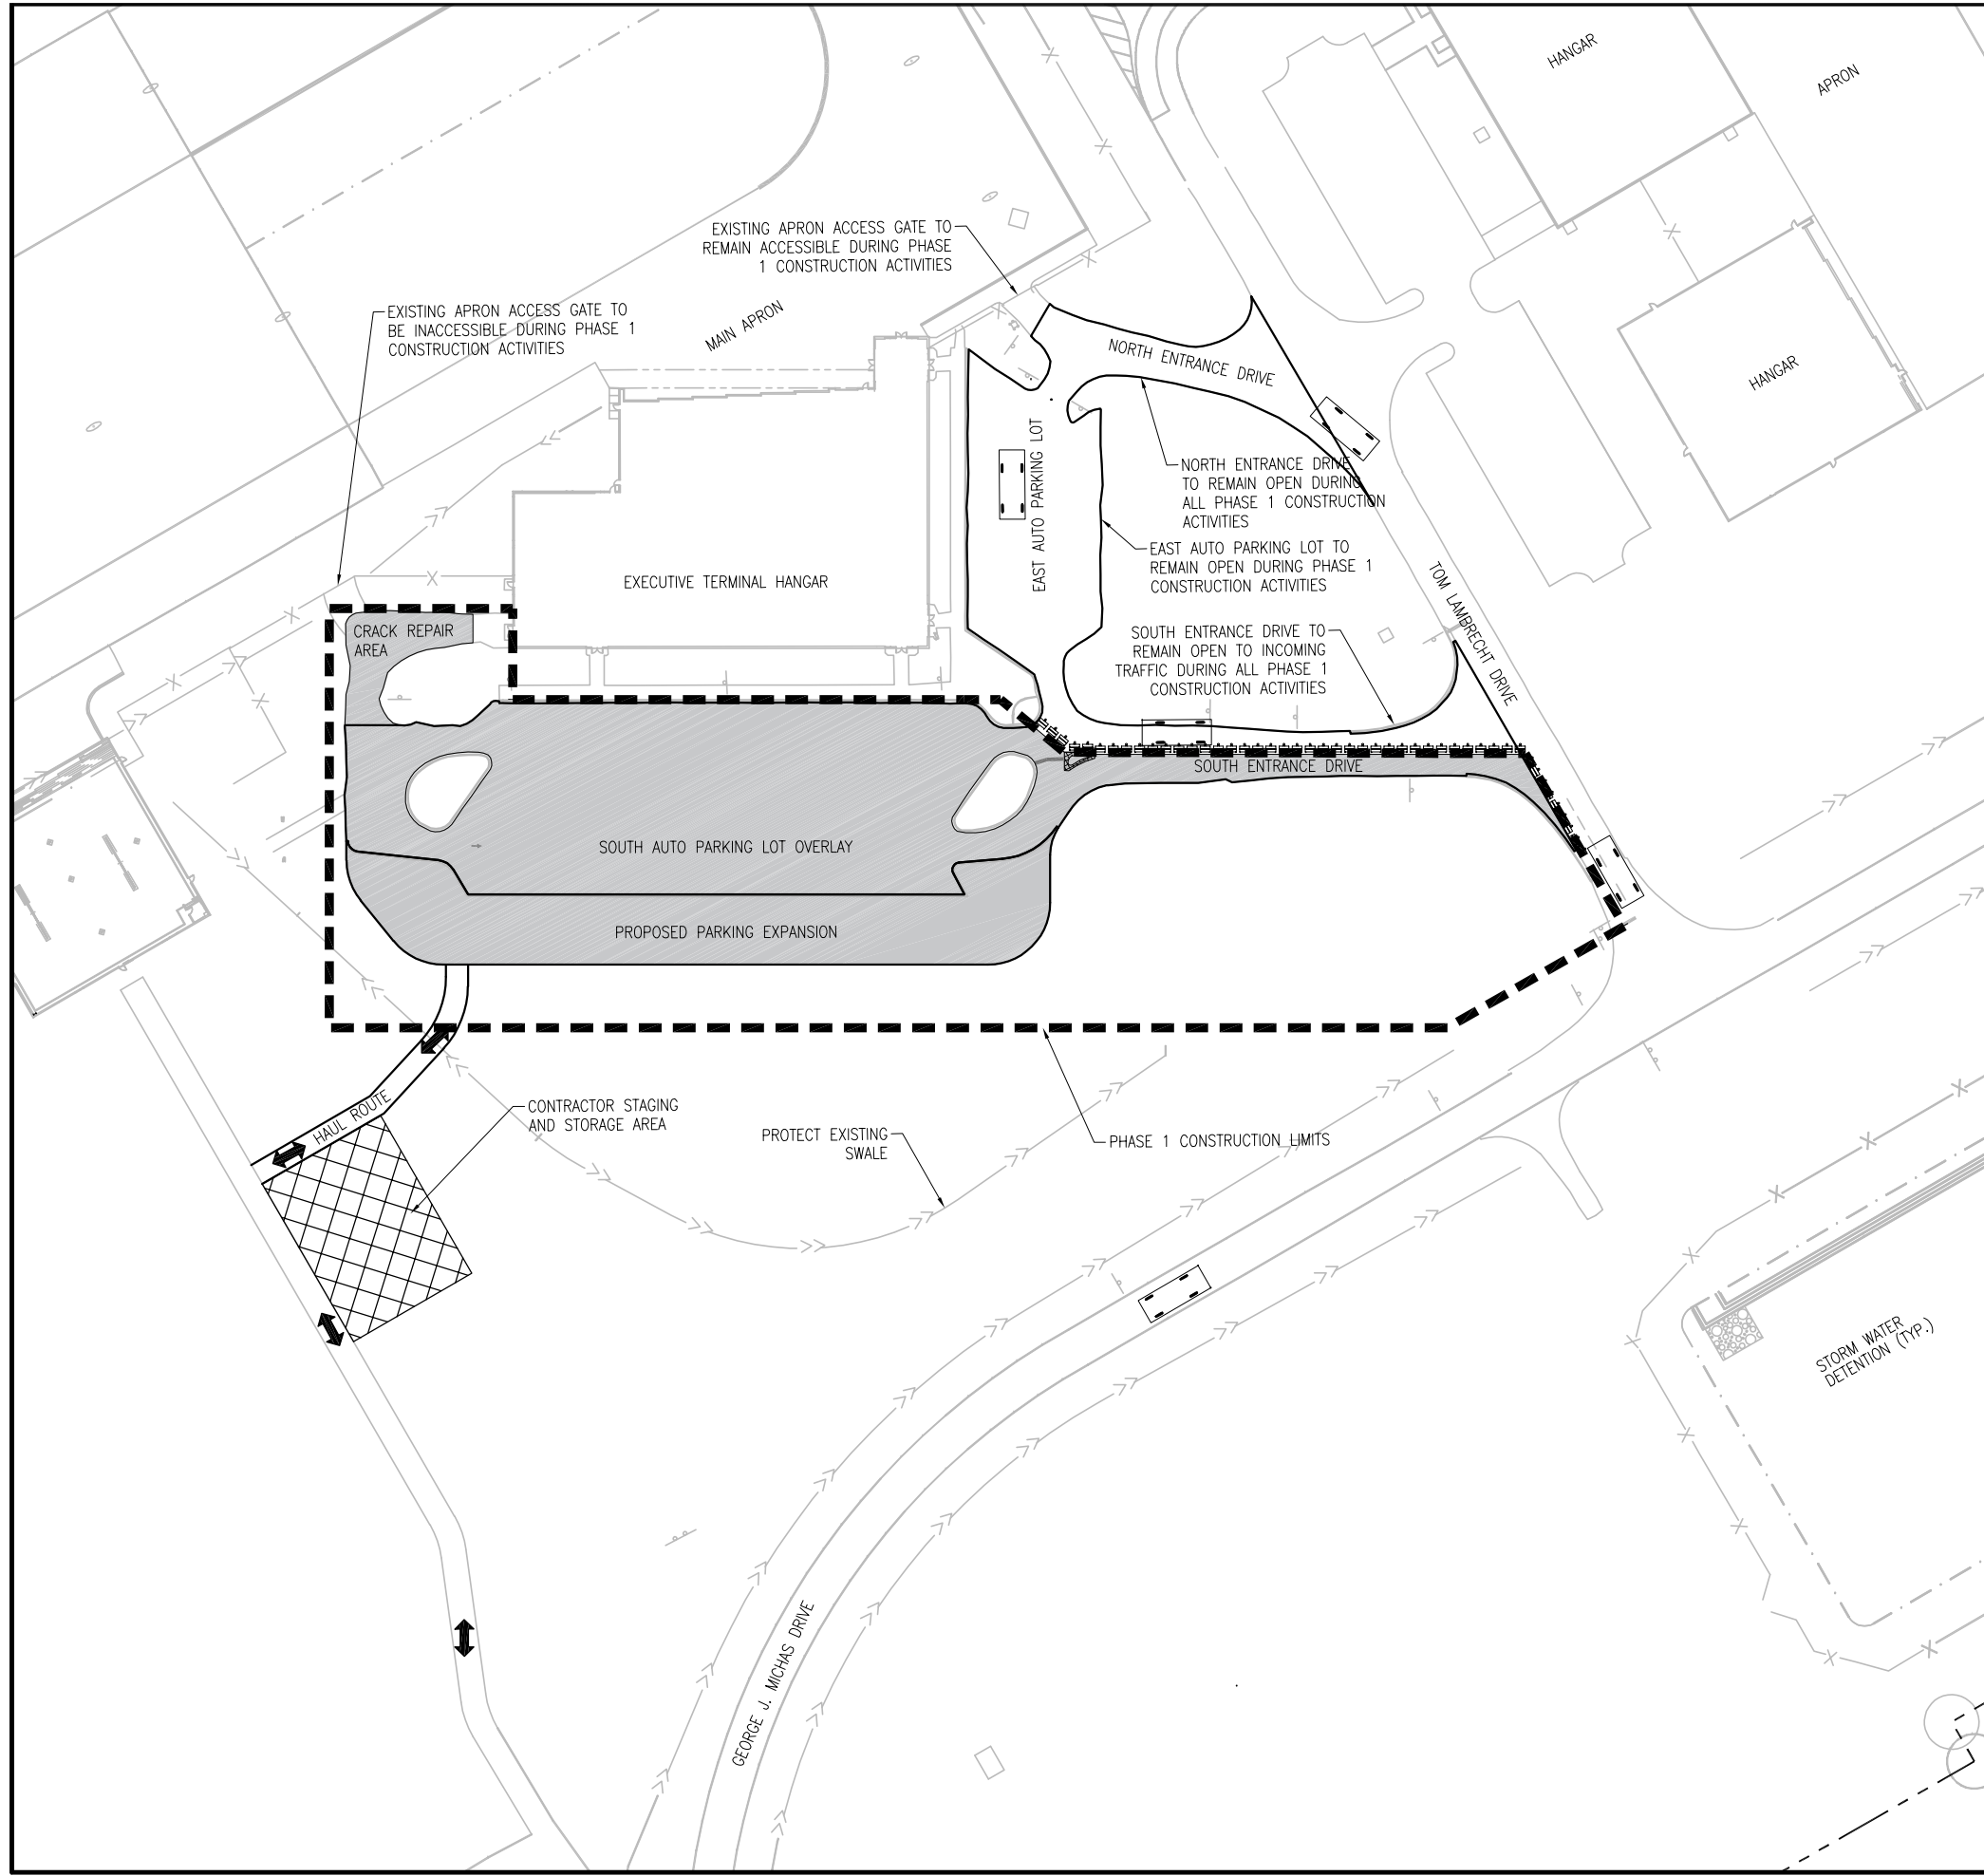 HANGAR
APRON
EXISTING APRON ACCESS GATE TO
REMAIN ACCESSIBLE DURING PHASE
1 CONSTRUCTION ACTIVITIES
EXISTING APRON ACCESS GATE TO
BE INACCESSIBLE DURING PHASE 1
CONSTRUCTION ACTIVITIES
MAIN APRON
NORTH ENTRANCE DRIVE
HANGAR
EAST AUTO PARKING LOT
NORTH ENTRANCE DRIVE
TO REMAIN OPEN DURING
ALL PHASE 1 CONSTRUCTION
ACTIVITIES
EAST AUTO PARKING LOT TO
REMAIN OPEN DURING PHASE 1
CONSTRUCTION ACTIVITIES
EXECUTIVE TERMINAL HANGAR
TOM LAMBRECHT DRIVE
CRACK REPAIR
AREA
SOUTH ENTRANCE DRIVE TO
REMAIN OPEN TO INCOMING
TRAFFIC DURING ALL PHASE 1
CONSTRUCTION ACTIVITIES
SOUTH ENTRANCE DRIVE
SOUTH AUTO PARKING LOT OVERLAY
PROPOSED PARKING EXPANSION
HAUL ROUTE
CONTRACTOR STAGING
AND STORAGE AREA
PROTECT EXISTING
SWALE
PHASE 1 CONSTRUCTION LIMITS
STORM WATER
DETENTION (TYP.)
GEORGE J. MICHAS DRIVE